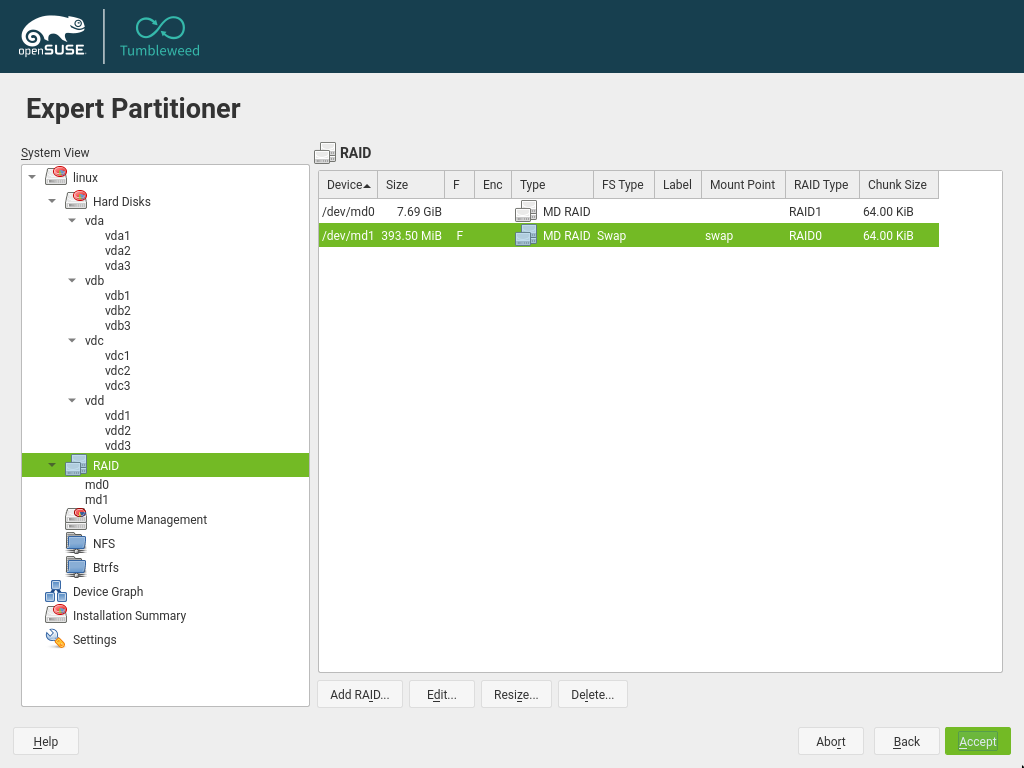 openSUSE
Tumbleweed
Expert Partitioner
System View
linux
Hard Disks
vda
vda1
vda2
vda3
vdb
vdb1
vdb2
vdb3
vdc
vdc1
vdc2
vdc3
vdd
vdd1
vdd2
vdd3
RAID
md0
md1
Volume Management
NFS
Btrfs
Device Graph
Installation Summary
Settings
RAID
Device Size F Enc Type FS Type Label Mount Point RAID Type Chunk Size
/dev/md0 7.69 GiB MD RAID RAID1 64.00 KiB
/dev/md1 393.50 MiB F MD RAID Swap swap RAID0 64.00 KiB
Add RAID... Edit... Resize... Delete...
Help Abort Back Accept